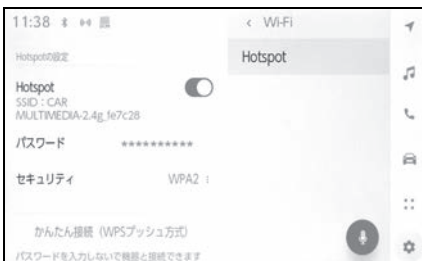 11:38
Hotspotの設定
Hotspot
SSID：CAR
MULTIMEDIA-2.4g_fe7c28
パスワード
**********
セキュリティ
WPA2
かんたん接続（WPSプッシュ方式）
パスワードを入力しないで機器と接続できます
Wi-Fi
Hotspot